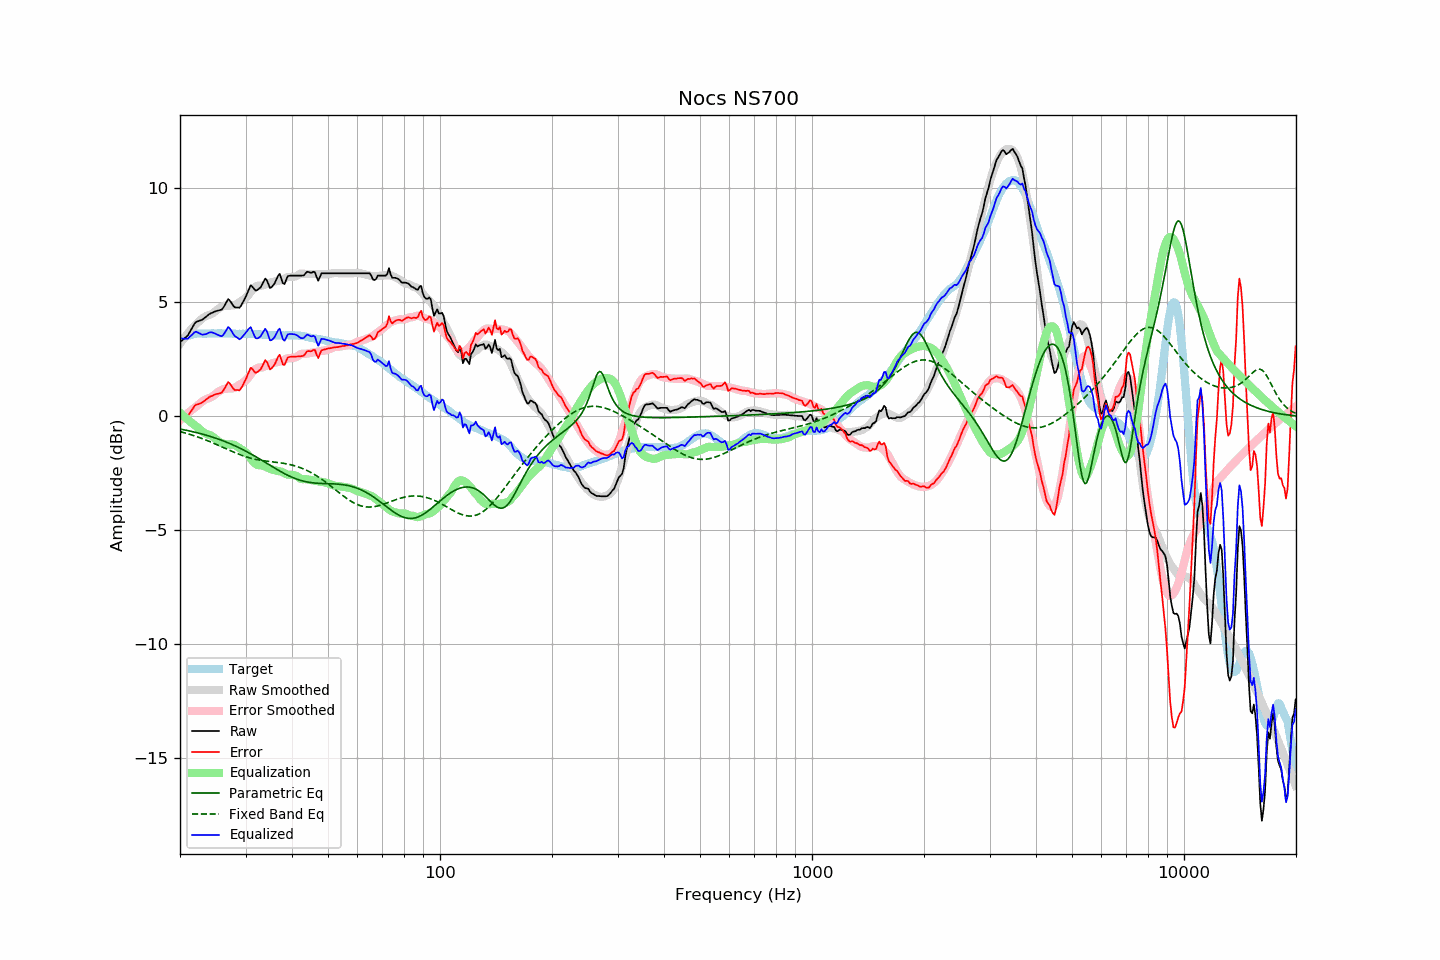 Nocs NS700
Amplitude (dBr)
10
5
0
−5
−10
−15
Target
Raw Smoothed
Error Smoothed
Raw
Error
Equalization
Parametric Eq
Fixed Band Eq
Equalized
100
1000
10000
Frequency (Hz)